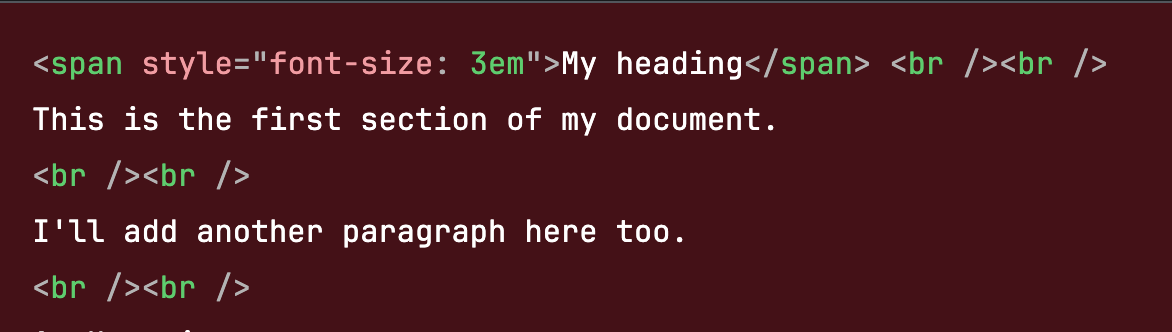 <span style="font-size: 3em">My heading</span> <br /><br />
This is the first section of my document.
<br /><br />
I'll add another paragraph here too.
<br /><br />